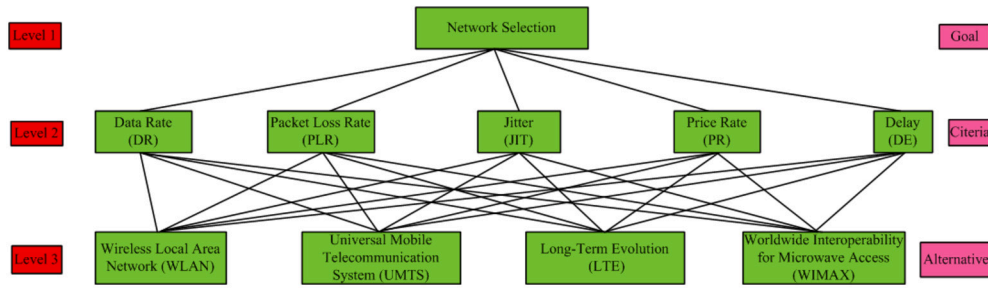 Level 1
Network Selection
Goal
Level 2
Data Rate
(DR)
Packet Loss Rate
(PLR)
Jitter
(JIT)
Price Rate
(PR)
Delay
(DE)
Citeria
Level 3
Wireless Local Area
Network (WLAN)
Universal Mobile
Telecommunication
System (UMTS)
Long-Term Evolution
(LTE)
Worldwide Interoperability
for Microwave Access
(WIMAX)
Alternative